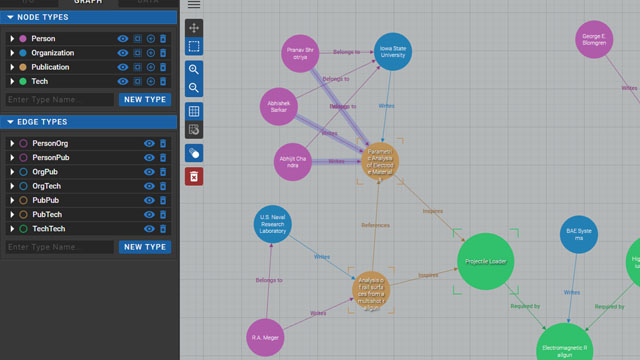 GRAPH
DATA
NODE TYPES
Person
Organization
Publication
Tech
Enter Type Name...
NEW TYPE
EDGE TYPES
PersonOrg
PersonPub
OrgPub
OrgTech
PubPub
PubTech
TechTech
Enter Type Name...
NEW TYPE
Pranav Shr
otriya
Belongs to
Iowa State
University
George E.
Blomgren
Belongs to
Abhishek
Sarkar
Belongs to
Writes
Writes
Writes
Abhijit Cha
ndra
Writes
Parametri
c Analysis
of Electro
e Material
References
Inspires
U.S. Naval
Research
Laboratory
Writes
BAE Syste
ms
Projectile Loader
Belongs to
Inspires
Analysis o
f rail surfa
ces from a
multishot r
ailgun
Writes
Writes
Required by
Required by
R.A. Meger
Electromagnetic R
ailgun